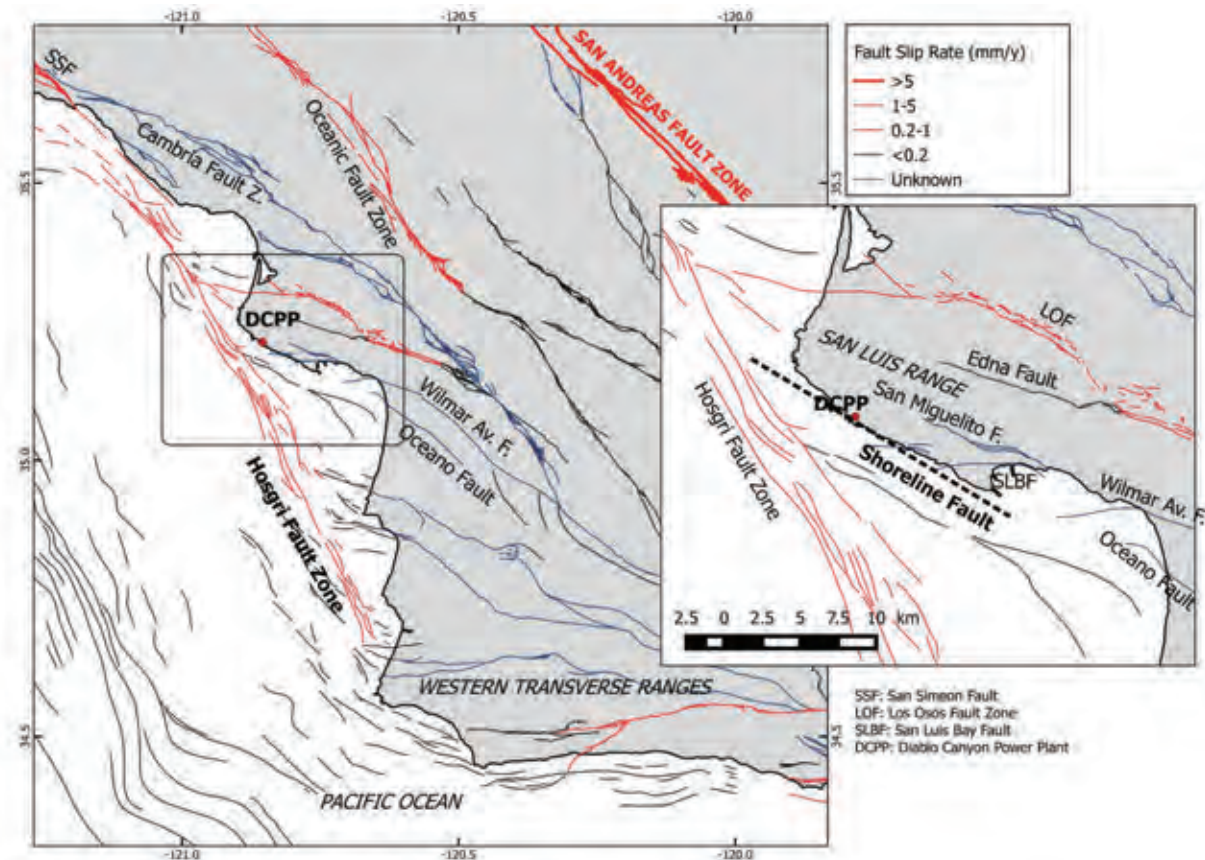 -121.0
-120.5
-120.0
SSF
Cambria Fault Z.
Oceanic Fault Zone
SAN ANDREAS FAULT ZONE
35.5
35.5
DCPP
Wilmar Av. F.
Oceano Fault
35.0
Hosgri Fault Zone
WESTERN TRANSVERSE RANGES
34.5
34.5
PACIFIC OCEAN
-121.0
-120.5
-120.0
Fault Slip Rate (mm/y)
>5
1-5
0.2-1
<0.2
Unknown
LOF
SAN LUIS RANGE
Edna Fault
San Miguelito F.
DCPP
Hosgri Fault Zone
Shoreline Fault
SLBF
Wilmar Av. F.
Oceano Fault
2.5 0 2.5 5 7.5 10 km
SSF: San Simeon Fault
LOF: Los Osos Fault Zone
SLBF: San Luis Bay Fault
DCPP: Diablo Canyon Power Plant